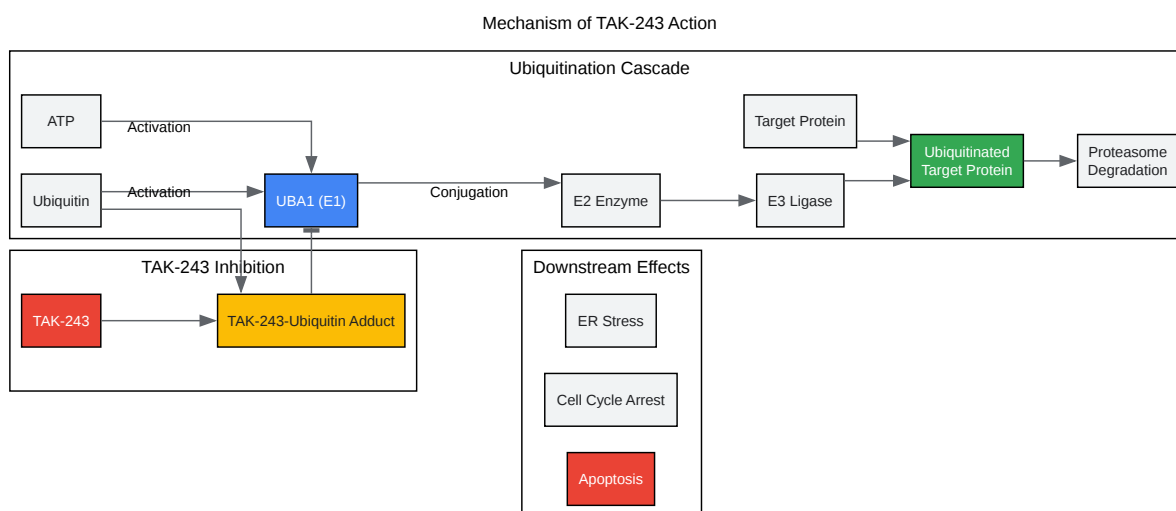 Mechanism of TAK-243 Action
Ubiquitination Cascade
ATP
Activation
Target Protein
Ubiquitin
Activation
UBA1 (E1)
Conjugation
E2 Enzyme
E3 Ligase
Ubiquitinated
Target Protein
Proteasome
Degradation
TAK-243 Inhibition
TAK-243
TAK-243-Ubiquitin Adduct
Downstream Effects
ER Stress
Cell Cycle Arrest
Apoptosis